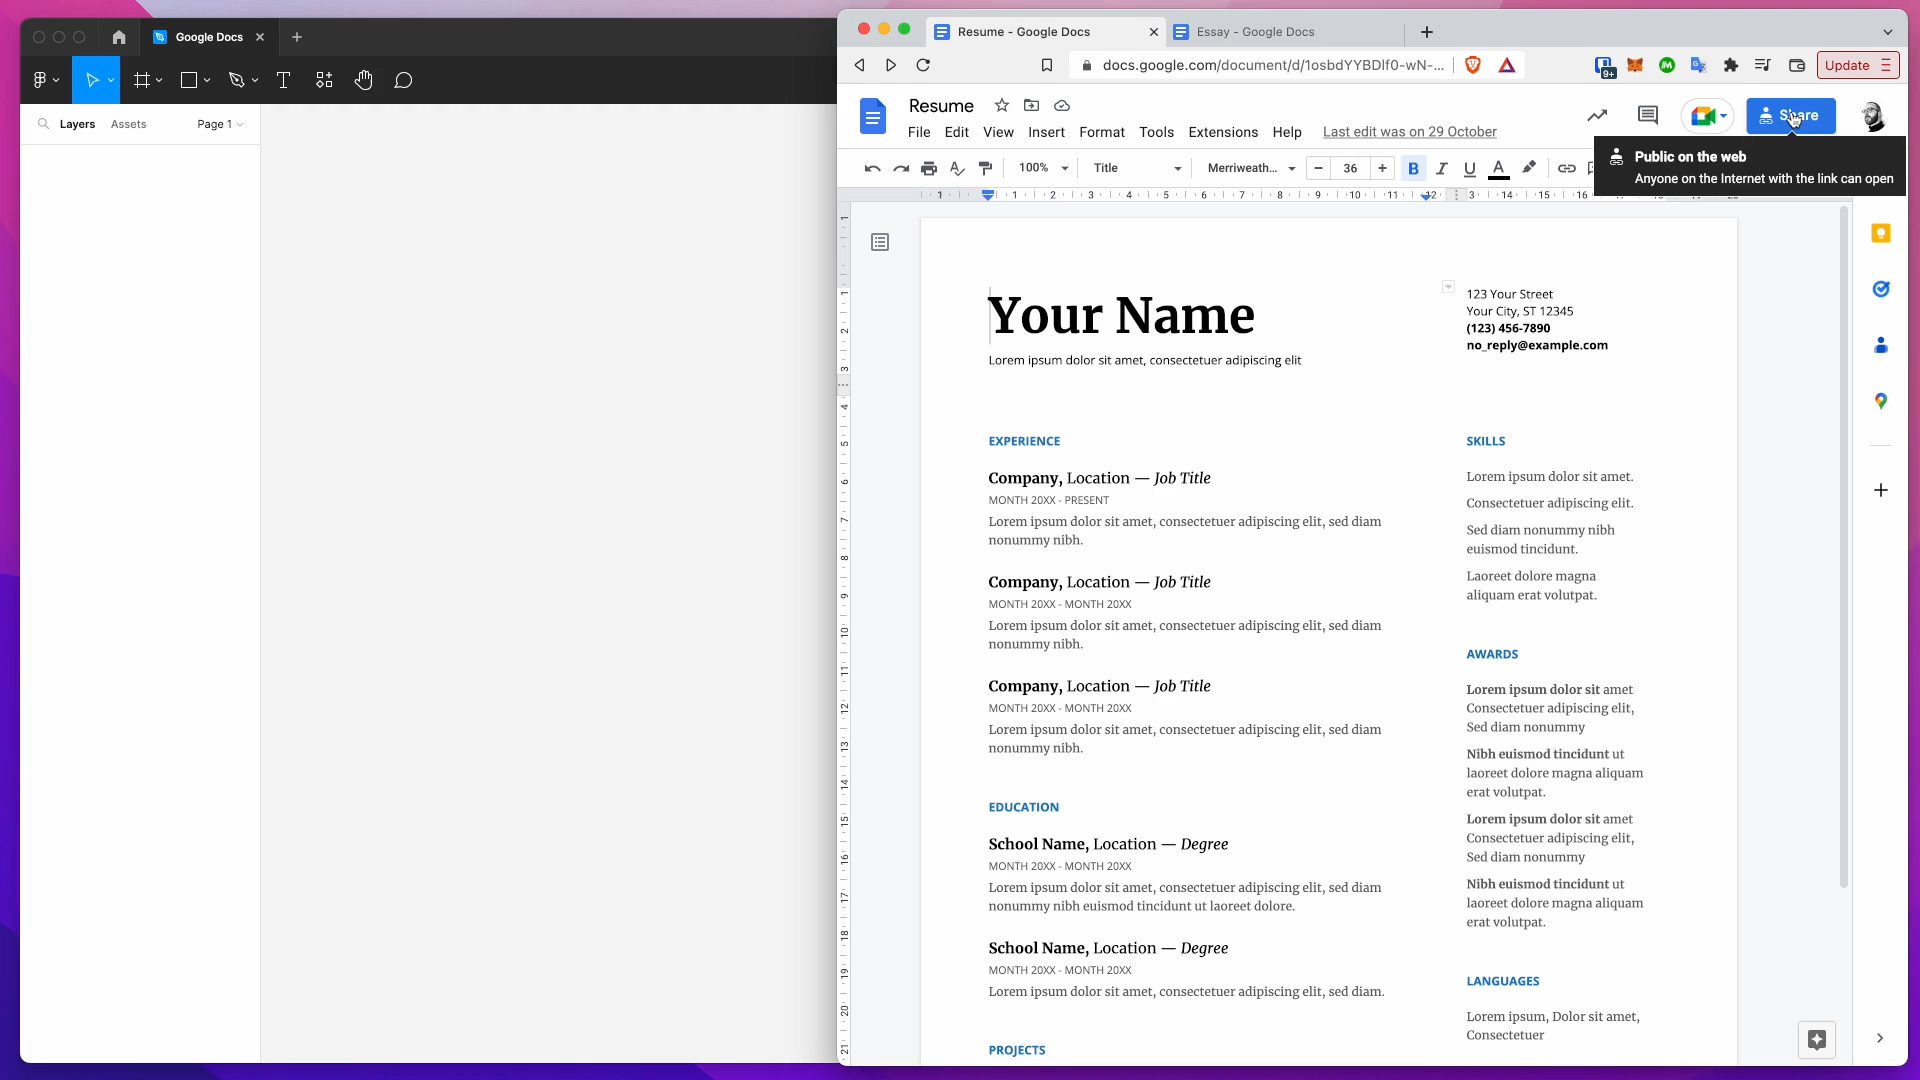 Google Docs
Layers
Assets
Page 1
Resume - Google Docs
Essay - Google Docs
docs.google.com/document/d/1osbdYYBDIf0-wN-...
9+
Update
Resume
File Edit View Insert Format Tools Extensions Help Last edit was on 29 October
Share
Public on the web
Anyone on the Internet with the link can open
100%
Title
Merriweath...
36
B I U A
Your Name
Lorem ipsum dolor sit amet, consectetuer adipiscing elit
123 Your Street
Your City, ST 12345
(123) 456-7890
no_reply@example.com
EXPERIENCE
Company, Location — Job Title
MONTH 20XX - PRESENT
Lorem ipsum dolor sit amet, consectetuer adipiscing elit, sed diam
nonummy nibh.
Company, Location — Job Title
MONTH 20XX - MONTH 20XX
Lorem ipsum dolor sit amet, consectetuer adipiscing elit, sed diam
nonummy nibh.
Company, Location — Job Title
MONTH 20XX - MONTH 20XX
Lorem ipsum dolor sit amet, consectetuer adipiscing elit, sed diam
nonummy nibh.
EDUCATION
School Name, Location — Degree
MONTH 20XX - MONTH 20XX
Lorem ipsum dolor sit amet, consectetuer adipiscing elit, sed diam
nonummy nibh euismod tincidunt ut laoreet dolore.
School Name, Location — Degree
MONTH 20XX - MONTH 20XX
Lorem ipsum dolor sit amet, consectetuer adipiscing elit, sed diam.
PROJECTS
SKILLS
Lorem ipsum dolor sit amet.
Consectetuer adipiscing elit.
Sed diam nonummy nibh
euismod tincidunt.
Laoreet dolore magna
aliquam erat volutpat.
AWARDS
Lorem ipsum dolor sit amet
Consectetuer adipiscing elit,
Sed diam nonummy
Nibh euismod tincidunt ut
laoreet dolore magna aliquam
erat volutpat.
Lorem ipsum dolor sit amet
Consectetuer adipiscing elit,
Sed diam nonummy
Nibh euismod tincidunt ut
laoreet dolore magna aliquam
erat volutpat.
LANGUAGES
Lorem ipsum, Dolor sit amet,
Consectetuer